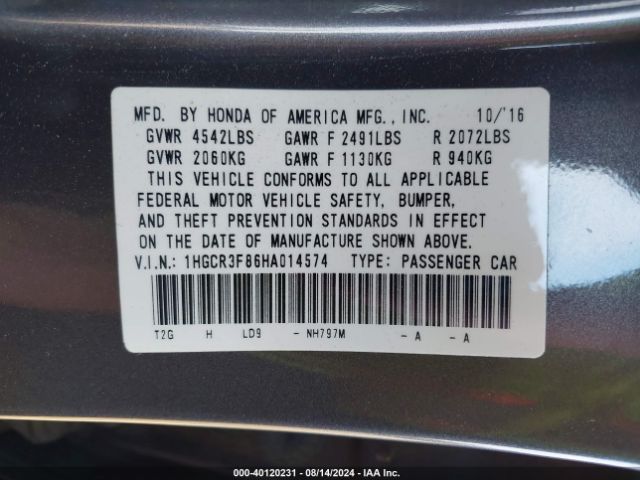 MFD. BY HONDA OF AMERICA MFG., INC. 10/'16
GVWR 4542LBS GAWR F 2491LBS R 2072LBS
GVWR 2060KG GAWR F 1130KG R 940KG
THIS VEHICLE CONFORMS TO ALL APPLICABLE
FEDERAL MOTOR VEHICLE SAFETY, BUMPER,
AND THEFT PREVENTION STANDARDS IN EFFECT
ON THE DATE OF MANUFACTURE SHOWN ABOVE.
V.I.N.: 1HGCR3F86HA014574 TYPE: PASSENGER CAR
T2G H LD9 - NH797M - A - A
000-40120231 - 08/14/2024 - IAA Inc.